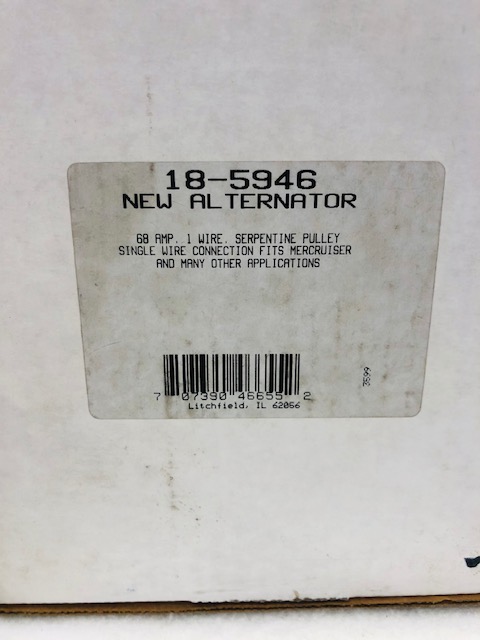 18-5946
NEW ALTERNATOR
68 AMP. 1 WIRE. SERPENTINE PULLEY
SINGLE WIRE CONNECTION FITS MERCRUISER
AND MANY OTHER APPLICATIONS
7 07390 46655 2
Litchfield, IL 62056
3599